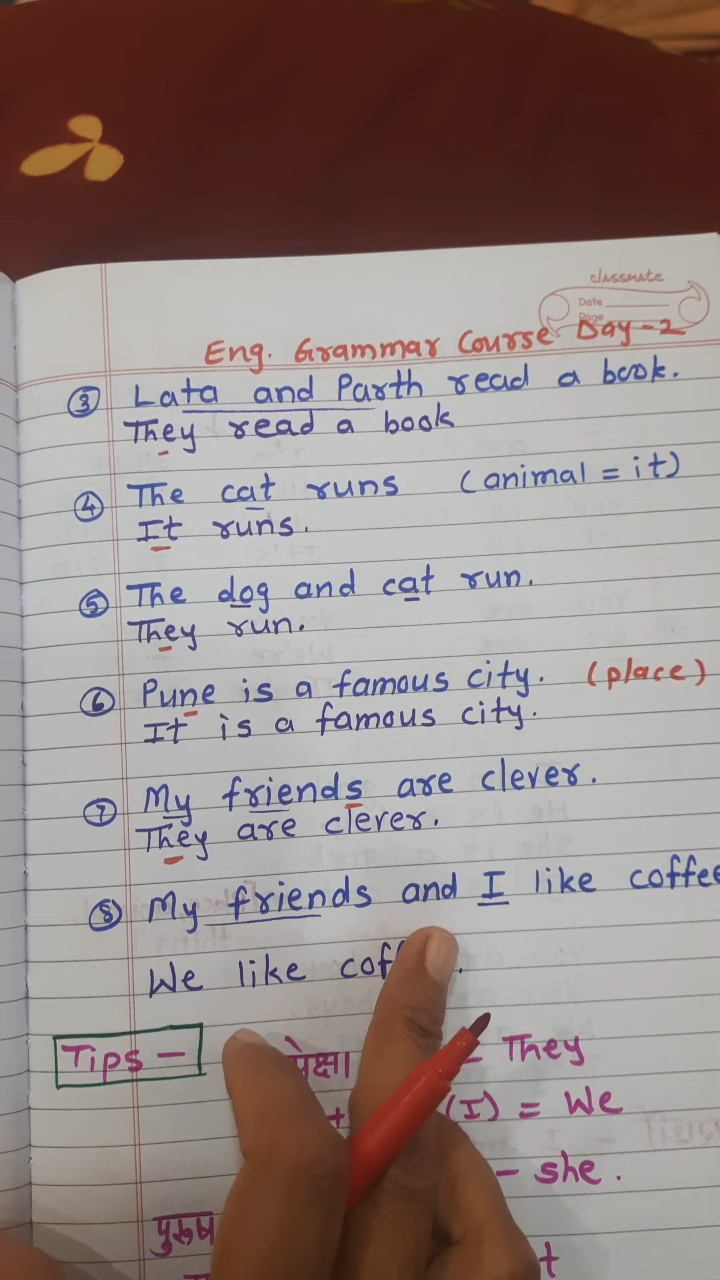 classmate
Date
Page
Eng. Grammar Course Day-2
③ Lata and Parth read a book.
They read a book
④ The cat runs (animal = it)
It runs.
⑤ The dog and cat run.
They run.
⑥ Pune is a famous city. (place)
It is a famous city.
⑦ My friends are clever.
They are clever.
⑧ My friends and I like coffee
We like
Tips - - They
+ (I) = We
- she.
पुरुष